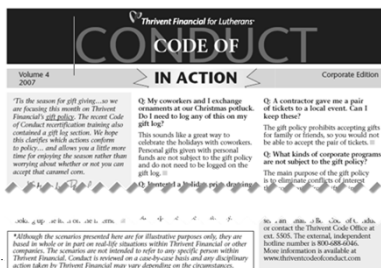 Thrivent Financial for Lutherans®
CONDUCT
CODE OF
Volume 4
2007
IN ACTION
Corporate Edition
'Tis the season for gift giving...so we
are focusing this month on Thrivent
Financial's gift policy. The recent Code
of Conduct recertification training also
contained a gift log section. We hope
this clarifies which actions conform
to policy... and allows you a little more
time for enjoying the season rather than
worrying about whether or not you can
accept that caramel corn.
Q: My coworkers and I exchange
ornaments at our Christmas potluck.
Do I need to log any of this on my
gift log?
This sounds like a great way to
celebrate the holidays with coworkers.
Personal gifts given with personal
funds are not subject to the gift policy
and do not need to be logged on the
gift log.
Q: A contractor gave me a pair
of tickets to a local event. Can I
keep these?
The gift policy prohibits accepting gifts
for family or friends, so you would not
be able to accept the pair of tickets.
Q: What kinds of corporate programs
are not subject to the gift policy?
The main purpose of the gift policy
is to eliminate conflicts of interest
or contact the Thrivent Code Office at
ext. 5505. The external, independent
hotline number is 800-688-6046.
More information is available at
www.thriventcodeofconduct.com
*Although the scenarios presented here are for illustrative purposes only, they are
based in whole or in part on real-life situations within Thrivent Financial or other
companies. The scenarios are not intended to refer to any specific person within
Thrivent Financial. Conduct is reviewed on a case-by-case basis and any disciplinary
action taken by Thrivent Financial may vary depending on the circumstances.